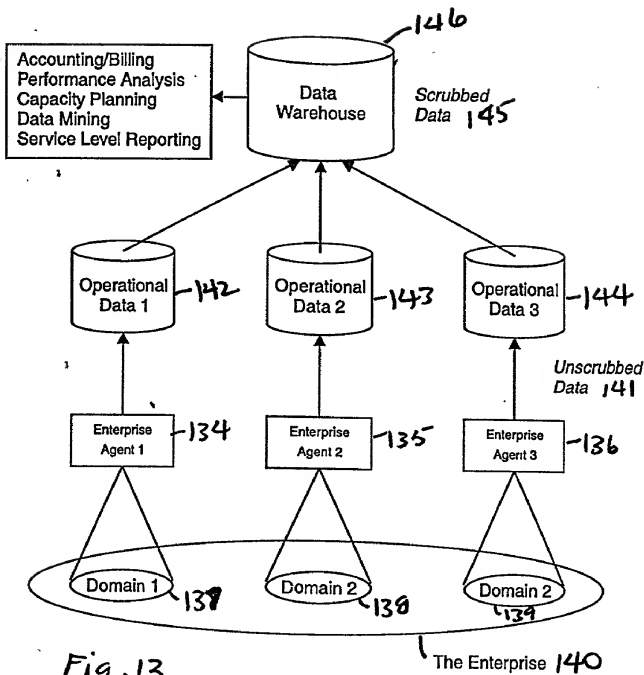 146
Accounting/Billing
Performance Analysis
Capacity Planning
Data Mining
Service Level Reporting
Data
Warehouse
Scrubbed
Data 145
Operational
Data 1
142
Operational
Data 2
143
Operational
Data 3
144
Unscrubbed
Data 141
Enterprise
Agent 1
134
Enterprise
Agent 2
135
Enterprise
Agent 3
136
Domain 1
Domain 2
138
Domain 2
139
Fig. 13
The Enterprise 140